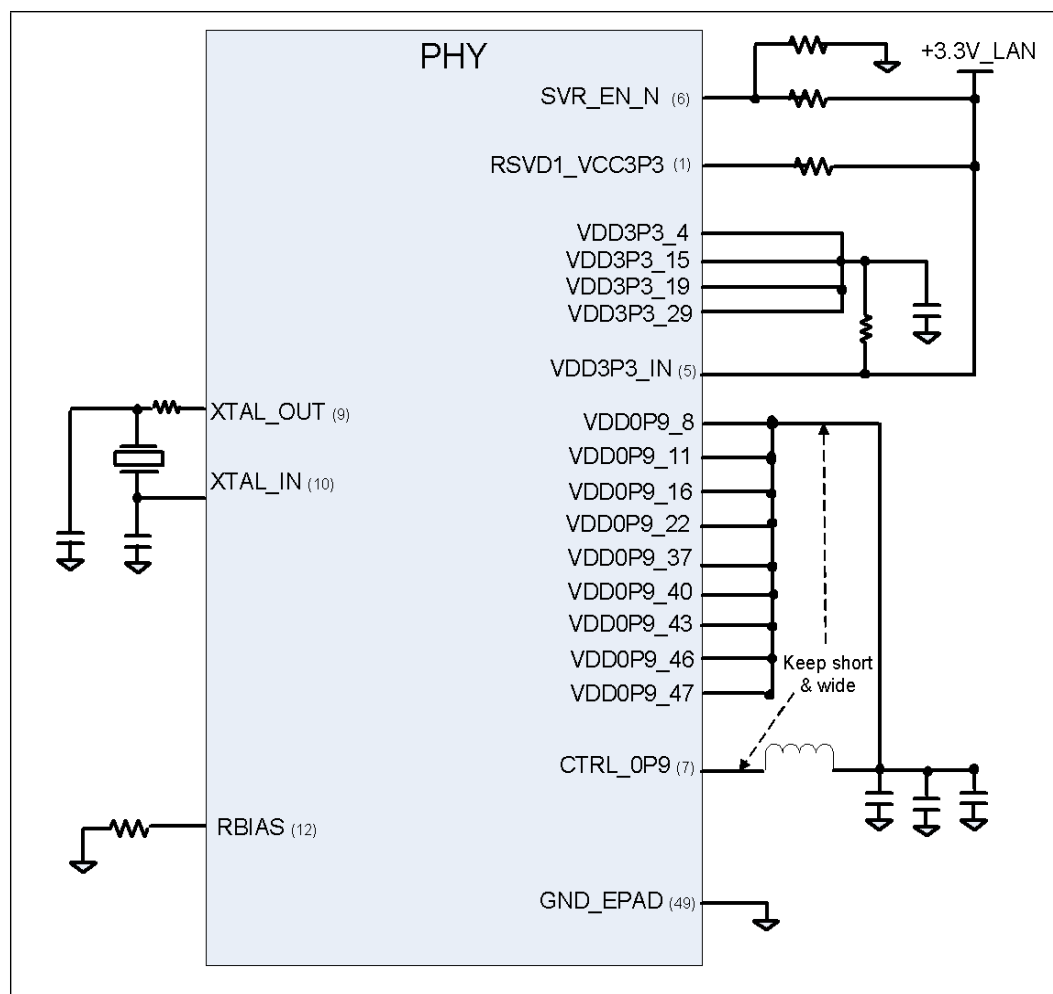 PHY
+3.3V_LAN
SVR_EN_N (6)
RSVD1_VCC3P3 (1)
VDD3P3_4
VDD3P3_15
VDD3P3_19
VDD3P3_29
VDD3P3_IN (5)
XTAL_OUT (9)
XTAL_IN (10)
VDD0P9_8
VDD0P9_11
VDD0P9_16
VDD0P9_22
VDD0P9_37
VDD0P9_40
VDD0P9_43
VDD0P9_46
VDD0P9_47
Keep short
& wide
CTRL_0P9 (7)
RBIAS (12)
GND_EPAD (49)